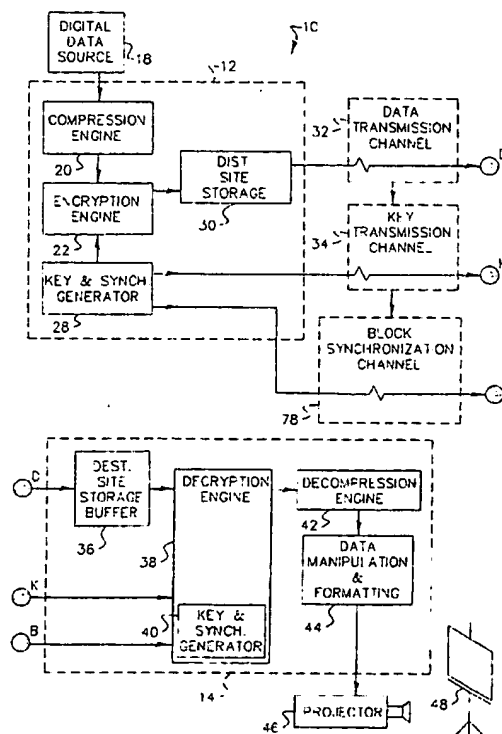 DIGITAL
DATA
SOURCE
18
10
12
COMPRESSION
ENGINE
20
ENCRYPTION
ENGINE
22
KEY & SYNCH
GENERATOR
28
DIST
SITE
STORAGE
30
32
DATA
TRANSMISSION
CHANNEL
34
KEY
TRANSMISSION
CHANNEL
BLOCK
SYNCHRONIZATION
CHANNEL
78
D
DEST.
SITE
STORAGE
BUFFER
36
DECRYPTION
ENGINE
38
DECOMPRESSION
ENGINE
42
DATA
MANIPULATION
&
FORMATTING
44
K
B
40
KEY &
SYNCH.
GENERATOR
14
46
PROJECTOR
48